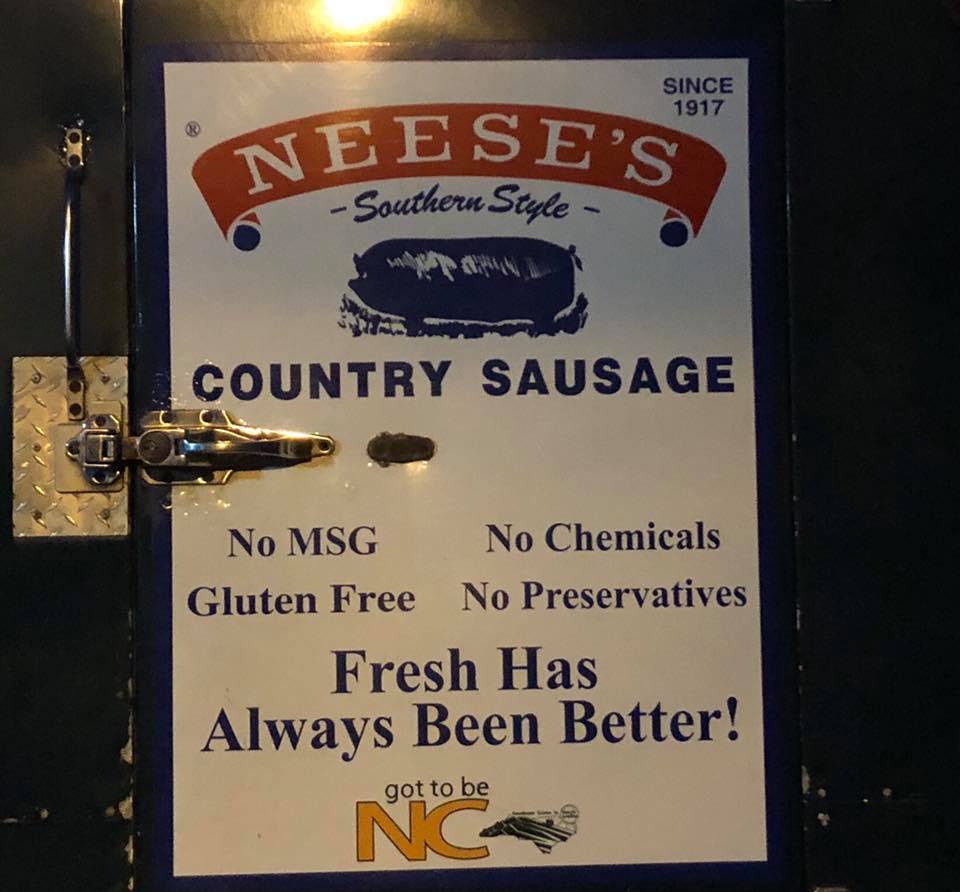 SINCE
1917
®
NEESE'S
- Southern Style -
COUNTRY SAUSAGE
No MSG No Chemicals
Gluten Free No Preservatives
Fresh Has
Always Been Better!
got to be
NC